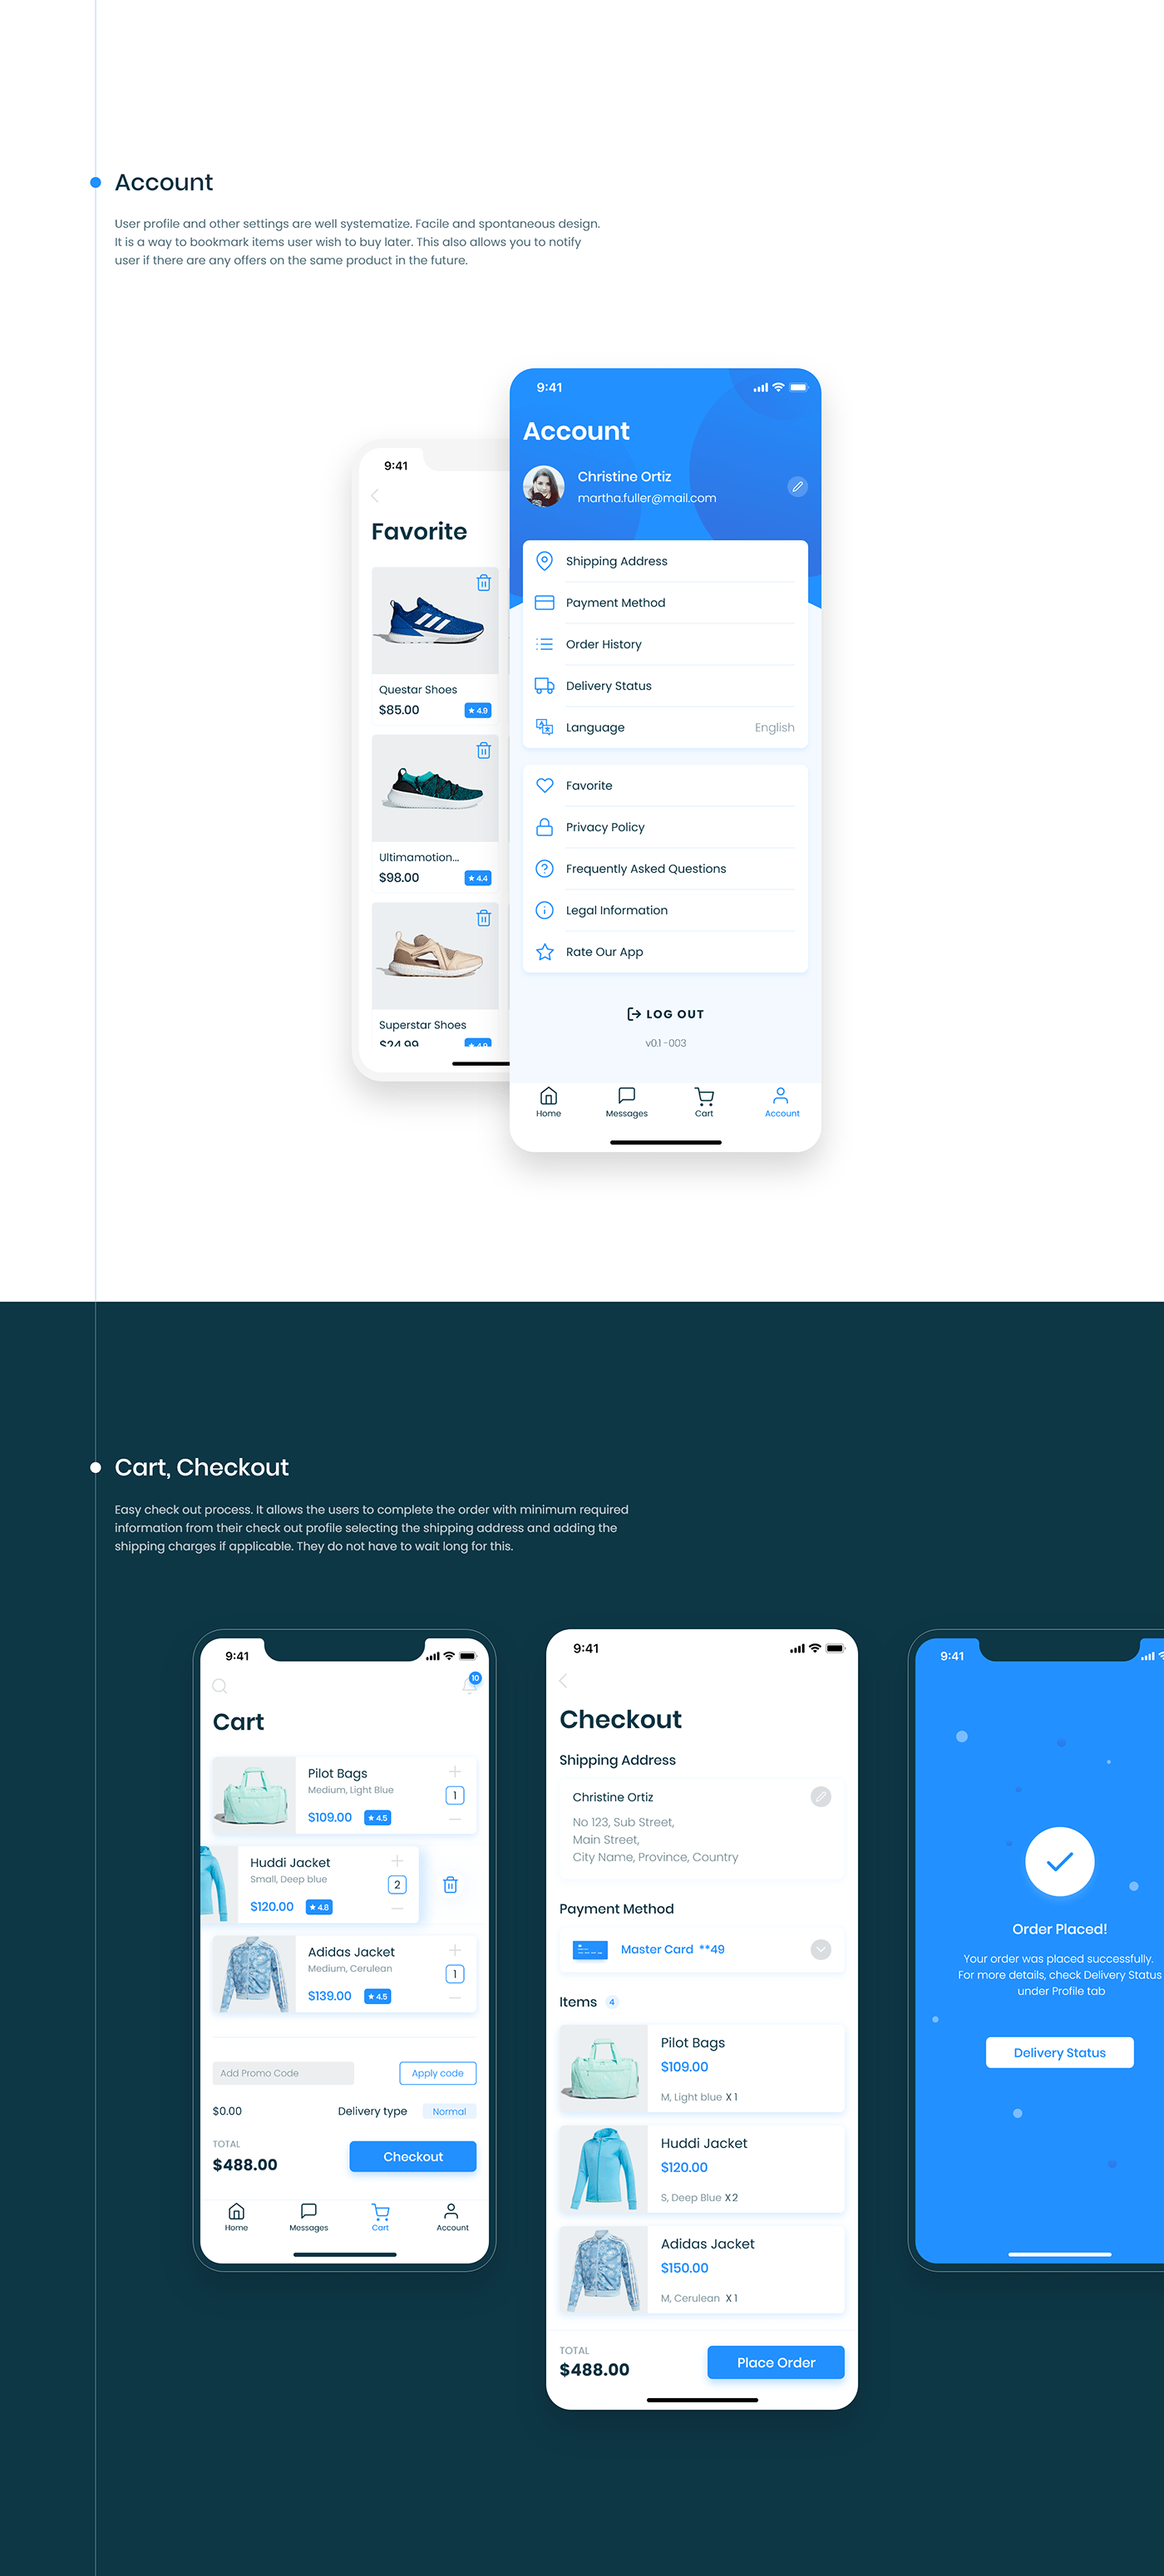 Account
User profile and other settings are well systematize. Facile and spontaneous design.
It is a way to bookmark items user wish to buy later. This also allows you to notify
user if there are any offers on the same product in the future.
9:41
Favorite
Questar Shoes
$85.00
★ 4.9
Ultimamotion...
$98.00
★ 4.4
Superstar Shoes
$24.99
★ 4.9
9:41
Account
Christine Ortiz
martha.fuller@mail.com
Shipping Address
Payment Method
Order History
Delivery Status
Language English
Favorite
Privacy Policy
Frequently Asked Questions
Legal Information
Rate Our App
LOG OUT
v0.1 -003
Home Messages Cart Account
Cart, Checkout
Easy check out process. It allows the users to complete the order with minimum required
information from their check out profile selecting the shipping address and adding the
shipping charges if applicable. They do not have to wait long for this.
9:41
10
Cart
Pilot Bags
Medium, Light Blue
1
$109.00 ★ 4.5
Huddi Jacket
Small, Deep blue
2
$120.00 ★ 4.8
Adidas Jacket
Medium, Cerulean
1
$139.00 ★ 4.5
Add Promo Code Apply code
$0.00 Delivery type Normal
TOTAL
$488.00 Checkout
Home Messages Cart Account
9:41
Checkout
Shipping Address
Christine Ortiz
No 123, Sub Street,
Main Street,
City Name, Province, Country
Payment Method
Master Card **49
Items 4
Pilot Bags
$109.00
M, Light blue X 1
Huddi Jacket
$120.00
S, Deep Blue X 2
Adidas Jacket
$150.00
M, Cerulean X 1
TOTAL
$488.00 Place Order
9:41
Order Placed!
Your order was placed successfully.
For more details, check Delivery Status
under Profile tab
Delivery Status